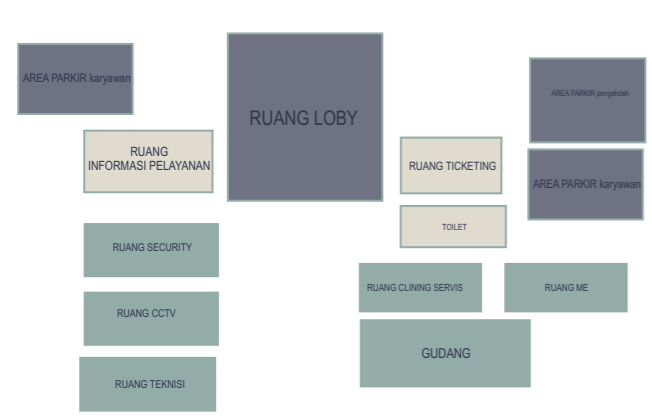 AREA PARKIR karyawan
RUANG LOBY
AREA PARKIR pengelolah
RUANG
INFORMASI PELAYANAN
RUANG TICKETING
AREA PARKIR karyawan
TOILET
RUANG SECURITY
RUANG CLINING SERVIS
RUANG ME
RUANG CCTV
GUDANG
RUANG TEKNISI